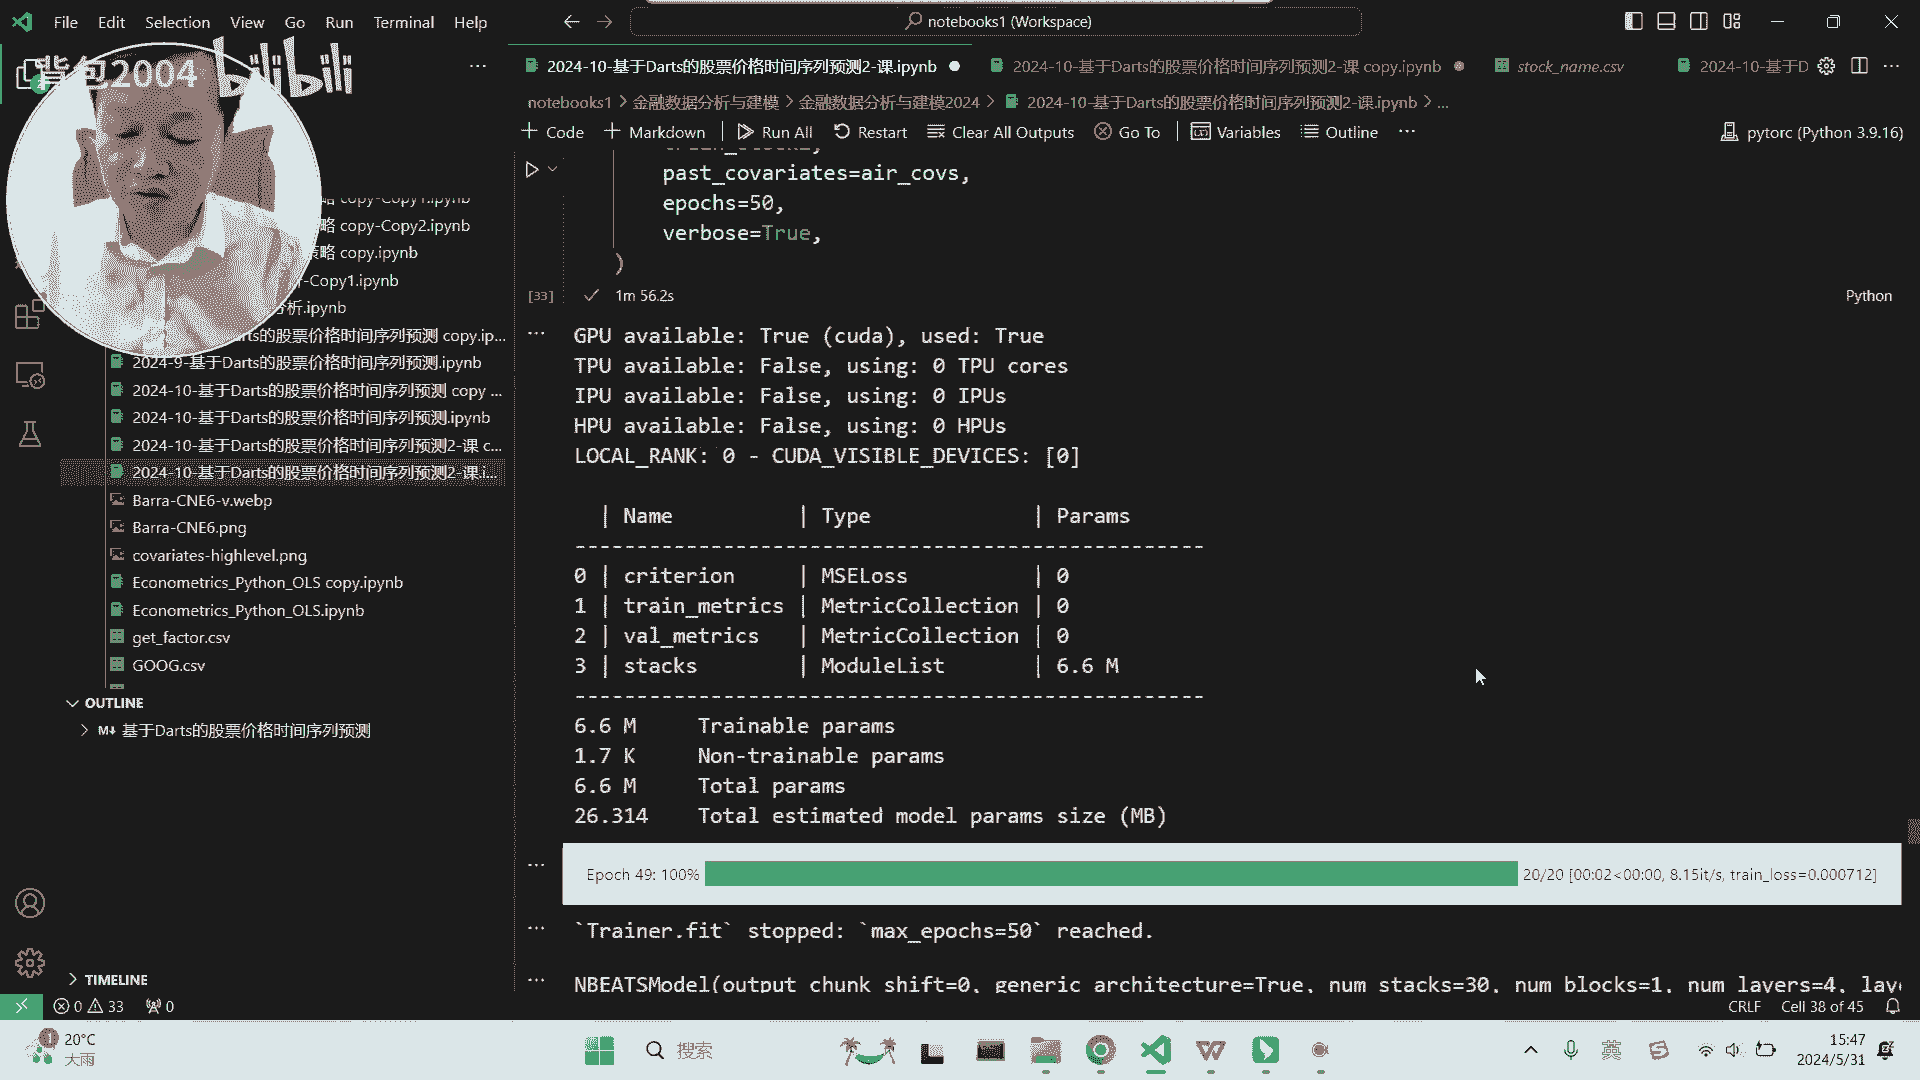 File Edit Selection View Go Run Terminal Help
notebooks1 (Workspace)
背包2004 bilibili
2024-10-基于Darts的股票价格时间序列预测2-课.ipynb
2024-10-基于Darts的股票价格时间序列预测2-课 copy.ipynb
stock_name.csv
2024-10-基于D
notebooks1 > 金融数据分析与建模 > 金融数据分析与建模2024 > 2024-10-基于Darts的股票价格时间序列预测2-课.ipynb > ...
+ Code + Markdown Run All Restart Clear All Outputs Go To Variables Outline ...
pytorc (Python 3.9.16)
略 copy-Copy1.ipynb
copy-Copy2.ipynb
策略 copy.ipynb
-Copy1.ipynb
分析.ipynb
arts的股票价格时间序列预测 copy.ip...
2024-9-基于Darts的股票价格时间序列预测.ipynb
2024-10-基于Darts的股票价格时间序列预测 copy ...
2024-10-基于Darts的股票价格时间序列预测.ipynb
2024-10-基于Darts的股票价格时间序列预测2-课 c...
2024-10-基于Darts的股票价格时间序列预测2-课.i...
Barra-CNE6-v.webp
Barra-CNE6.png
covariates-highlevel.png
Econometrics_Python_OLS copy.ipynb
Econometrics_Python_OLS.ipynb
get_factor.csv
GOOG.csv
OUTLINE
M↓ 基于Darts的股票价格时间序列预测
TIMELINE
past_covariates=air_covs,
epochs=50,
verbose=True,
)
[33] ✓ 1m 56.2s
Python
GPU available: True (cuda), used: True
TPU available: False, using: 0 TPU cores
IPU available: False, using: 0 IPUs
HPU available: False, using: 0 HPUs
LOCAL_RANK: 0 - CUDA_VISIBLE_DEVICES: [0]
| Name | Type | Params
---------------------------------------------------
0 | criterion | MSELoss | 0
1 | train_metrics | MetricCollection | 0
2 | val_metrics | MetricCollection | 0
3 | stacks | ModuleList | 6.6 M
---------------------------------------------------
6.6 M Trainable params
1.7 K Non-trainable params
6.6 M Total params
26.314 Total estimated model params size (MB)
Epoch 49: 100% 20/20 [00:02<00:00, 8.15it/s, train_loss=0.000712]
`Trainer.fit` stopped: `max_epochs=50` reached.
NBEATSModel(output_chunk_shift=0, generic_architecture=True, num_stacks=30, num_blocks=1, num_layers=4, lay
0 33 0
CRLF Cell 38 of 45
20°C
大雨
搜索
英
15:47
2024/5/31